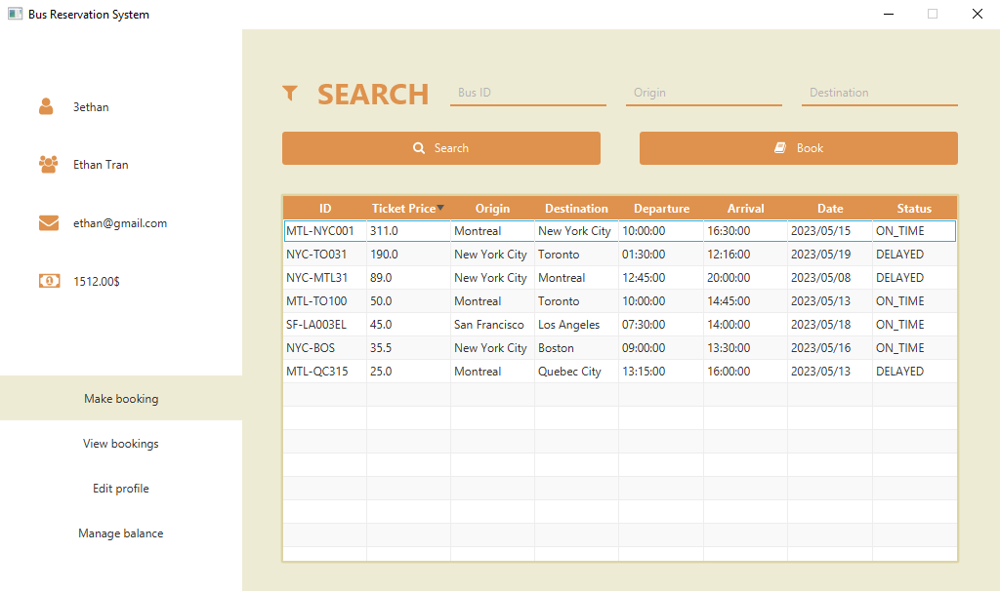 Bus Reservation System
3ethan
Ethan Tran
ethan@gmail.com
1512.00$
Make booking
View bookings
Edit profile
Manage balance
SEARCH Bus ID Origin Destination
Search Book
ID Ticket Price Origin Destination Departure Arrival Date Status
MTL-NYC001 311.0 Montreal New York City 10:00:00 16:30:00 2023/05/15 ON_TIME
NYC-TO031 190.0 New York City Toronto 01:30:00 12:16:00 2023/05/19 DELAYED
NYC-MTL31 89.0 New York City Montreal 12:45:00 20:00:00 2023/05/08 DELAYED
MTL-TO100 50.0 Montreal Toronto 10:00:00 14:45:00 2023/05/13 ON_TIME
SF-LA003EL 45.0 San Francisco Los Angeles 07:30:00 14:00:00 2023/05/18 ON_TIME
NYC-BOS 35.5 New York City Boston 09:00:00 13:30:00 2023/05/16 ON_TIME
MTL-QC315 25.0 Montreal Quebec City 13:15:00 16:00:00 2023/05/13 DELAYED